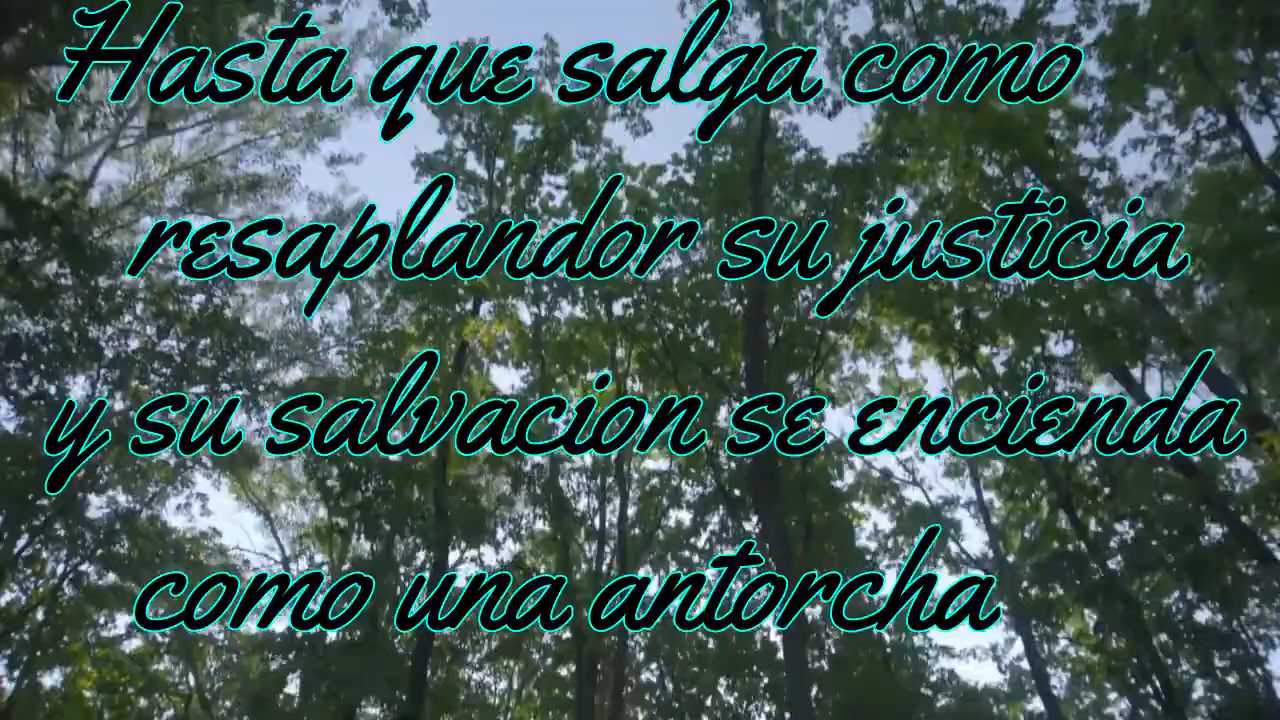 Hasta que salga como
resaplandor su justicia
y su salvacion se encienda
como una antorcha